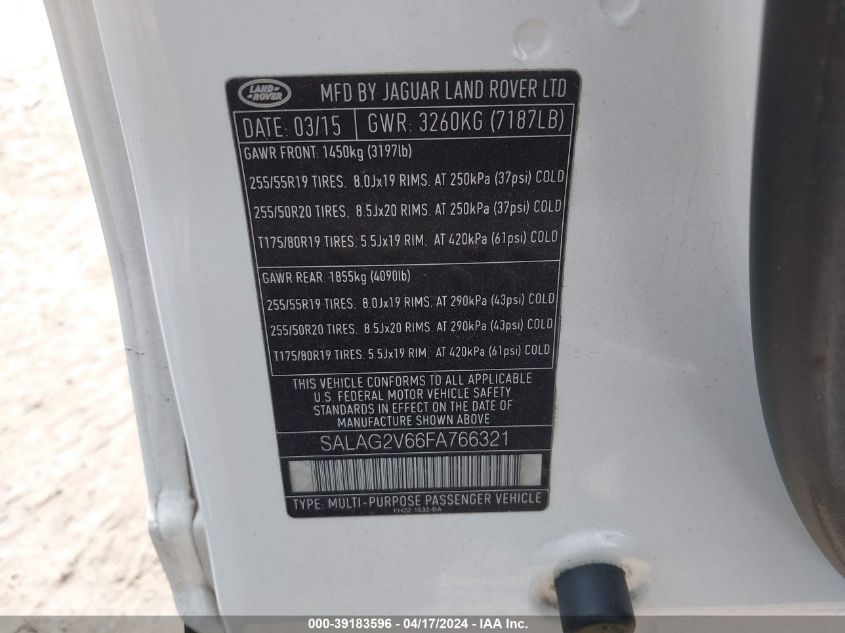 LAND
ROVER
MFD BY JAGUAR LAND ROVER LTD
DATE: 03/15 GWR: 3260KG (7187LB)
GAWR FRONT: 1450kg (3197lb)
255/55R19 TIRES. 8.0Jx19 RIMS. AT 250kPa (37psi) COLD
255/50R20 TIRES. 8.5Jx20 RIMS. AT 250kPa (37psi) COLD
T175/80R19 TIRES. 5.5Jx19 RIM. AT 420kPa (61psi) COLD
GAWR REAR: 1855kg (4090lb)
255/55R19 TIRES. 8.0Jx19 RIMS. AT 290kPa (43psi) COLD
255/50R20 TIRES. 8.5Jx20 RIMS. AT 290kPa (43psi) COLD
T175/80R19 TIRES. 5.5Jx19 RIM. AT 420kPa (61psi) COLD
THIS VEHICLE CONFORMS TO ALL APPLICABLE
U.S. FEDERAL MOTOR VEHICLE SAFETY
STANDARDS IN EFFECT ON THE DATE OF
MANUFACTURE SHOWN ABOVE
SALAG2V66FA766321
TYPE: MULTI-PURPOSE PASSENGER VEHICLE
FH22-1532-BA
000-39183596 - 04/17/2024 - IAA Inc.